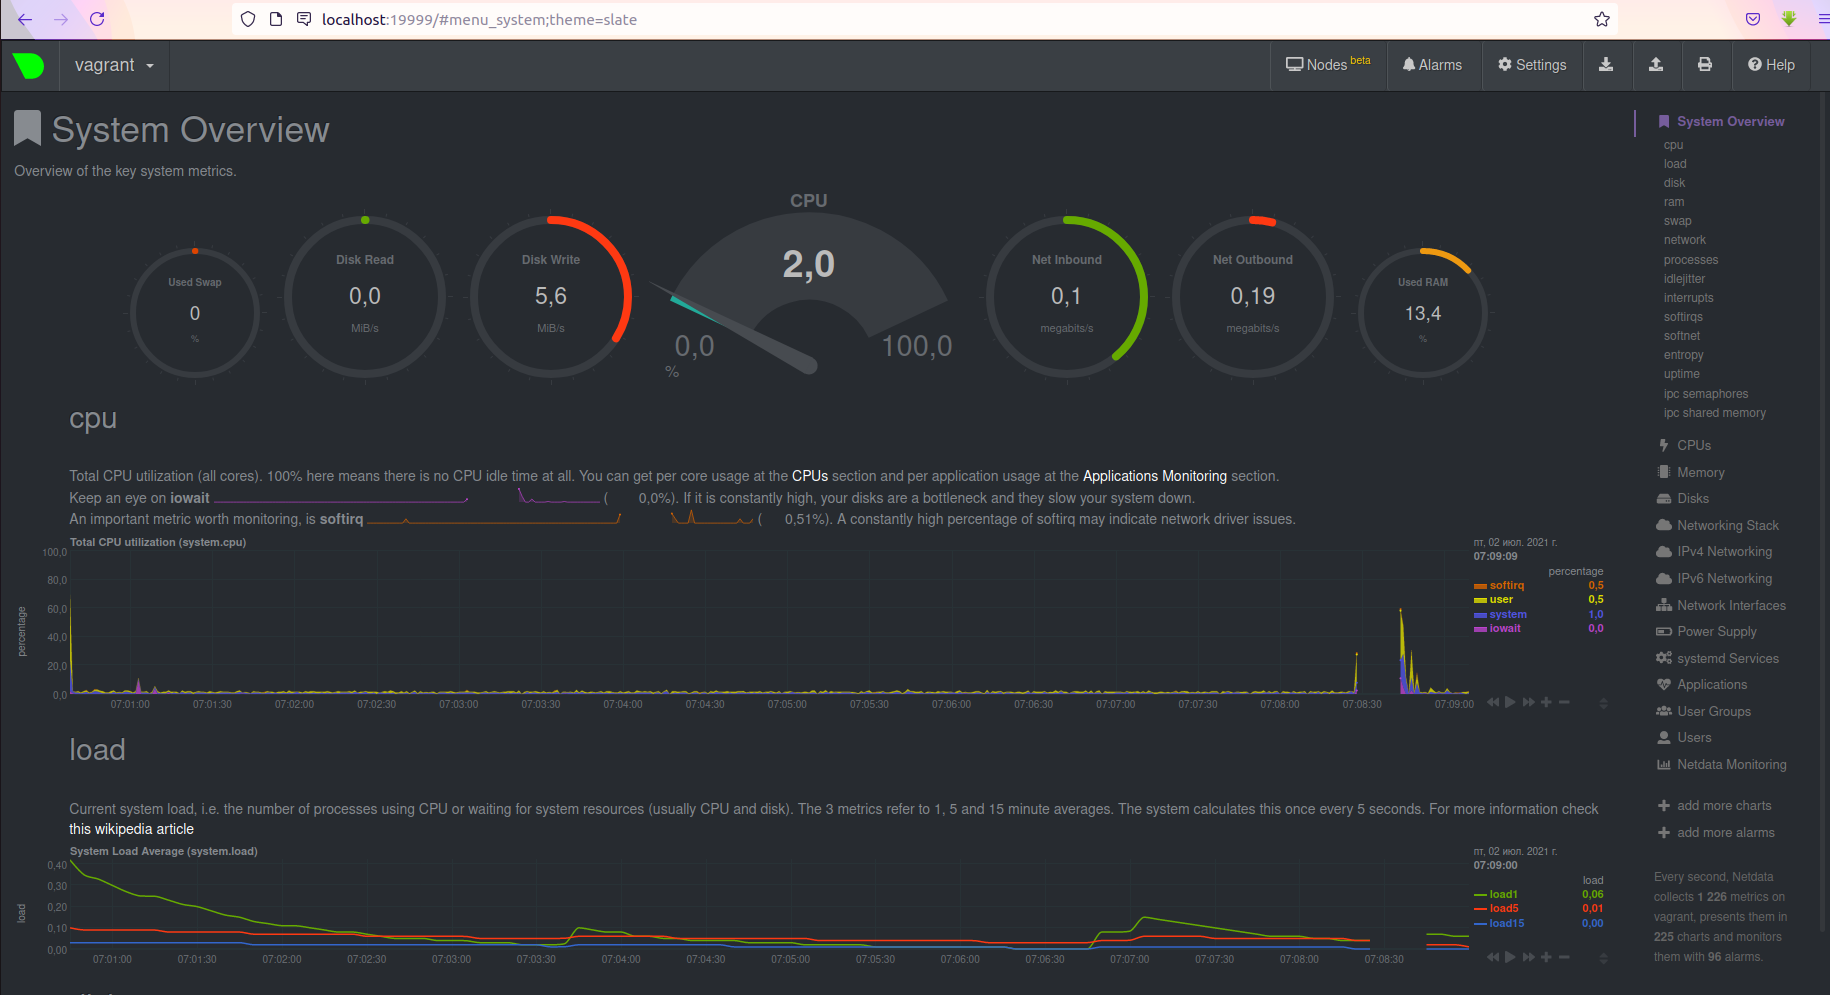 localhost:19999/#menu_system;theme=slate
vagrant
Nodes beta
Alarms
Settings
Help
System Overview
Overview of the key system metrics.
Used Swap
0
%
Disk Read
0,0
MiB/s
Disk Write
5,6
MiB/s
CPU
2,0
0,0
100,0
%
Net Inbound
0,1
megabits/s
Net Outbound
0,19
megabits/s
Used RAM
13,4
%
cpu
Total CPU utilization (all cores). 100% here means there is no CPU idle time at all. You can get per core usage at the CPUs section and per application usage at the Applications Monitoring section.
Keep an eye on iowait ( 0,0%). If it is constantly high, your disks are a bottleneck and they slow your system down.
An important metric worth monitoring, is softirq ( 0,51%). A constantly high percentage of softirq may indicate network driver issues.
Total CPU utilization (system.cpu)
percentage
100,0
80,0
60,0
40,0
20,0
0,0
07:01:00 07:01:30 07:02:00 07:02:30 07:03:00 07:03:30 07:04:00 07:04:30 07:05:00 07:05:30 07:06:00 07:06:30 07:07:00 07:07:30 07:08:00 07:08:30 07:09:00
пт, 02 июл. 2021 г.
07:09:09
percentage
softirq 0,5
user 0,5
system 1,0
iowait 0,0
load
Current system load, i.e. the number of processes using CPU or waiting for system resources (usually CPU and disk). The 3 metrics refer to 1, 5 and 15 minute averages. The system calculates this once every 5 seconds. For more information check
this wikipedia article
System Load Average (system.load)
load
0,40
0,30
0,20
0,10
0,00
07:01:00 07:01:30 07:02:00 07:02:30 07:03:00 07:03:30 07:04:00 07:04:30 07:05:00 07:05:30 07:06:00 07:06:30 07:07:00 07:07:30 07:08:00 07:08:30
пт, 02 июл. 2021 г.
07:09:00
load
load1 0,06
load5 0,01
load15 0,00
System Overview
cpu
load
disk
ram
swap
network
processes
idlejitter
interrupts
softirqs
softnet
entropy
uptime
ipc semaphores
ipc shared memory
CPUs
Memory
Disks
Networking Stack
IPv4 Networking
IPv6 Networking
Network Interfaces
Power Supply
systemd Services
Applications
User Groups
Users
Netdata Monitoring
add more charts
add more alarms
Every second, Netdata
collects 1 226 metrics on
vagrant, presents them in
225 charts and monitors
them with 96 alarms.